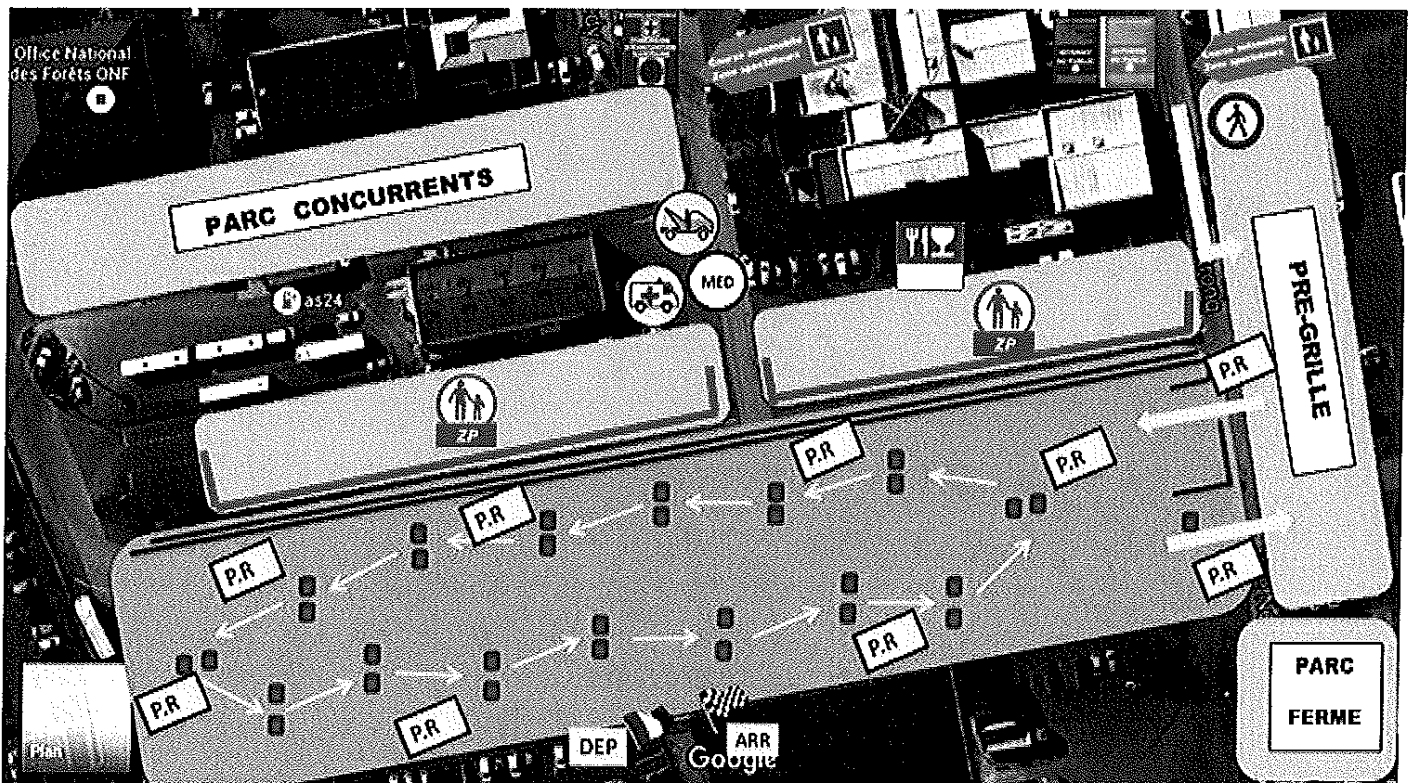 Office National
des Forêts ONF
PARC CONCURRENTS
as24
MED
ZP
ZP
PRE-GRILLE
P.R
P.R
P.R
P.R
P.R
P.R
P.R
P.R
P.R
P.R
DEP
ARR
Google
Plan
PARC
FERME